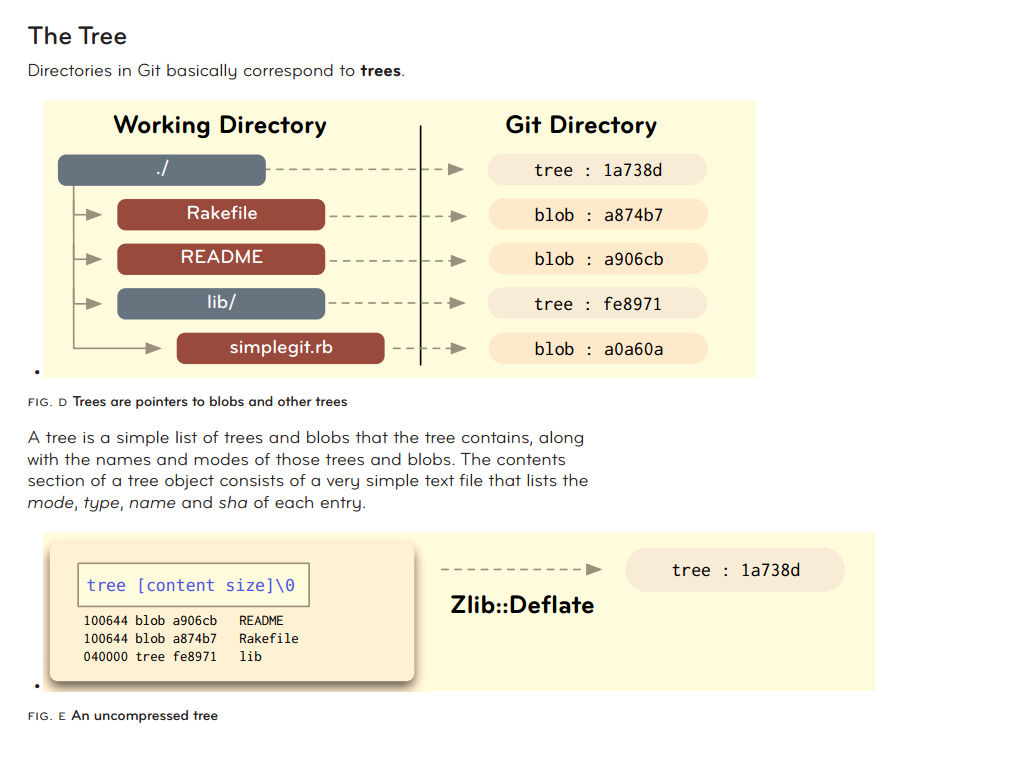 The Tree
Directories in Git basically correspond to trees.
Working Directory
Git Directory
./
tree : 1a738d
Rakefile
blob : a874b7
README
blob : a906cb
lib/
tree : fe8971
simplegit.rb
blob : a0a60a
FIG. D Trees are pointers to blobs and other trees
A tree is a simple list of trees and blobs that the tree contains, along
with the names and modes of those trees and blobs. The contents
section of a tree object consists of a very simple text file that lists the
mode, type, name and sha of each entry.
tree [content size]\0
100644 blob a906cb README
100644 blob a874b7 Rakefile
040000 tree fe8971 lib
Zlib::Deflate
tree : 1a738d
FIG. E An uncompressed tree